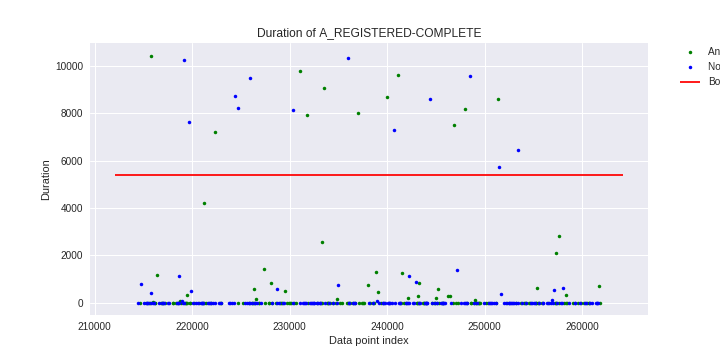 Duration of A_REGISTERED-COMPLETE
An
No
Bo
10000
8000
6000
4000
2000
0
Duration
210000 220000 230000 240000 250000 260000
Data point index